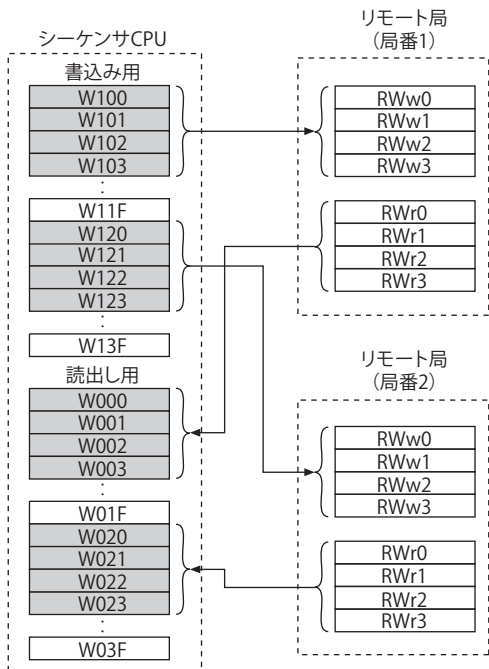 シーケンサCPU
書込み用
W100
W101
W102
W103
:
W11F
W120
W121
W122
W123
:
W13F
読出し用
W000
W001
W002
W003
:
W01F
W020
W021
W022
W023
:
W03F
リモート局
(局番1)
RWw0
RWw1
RWw2
RWw3
RWr0
RWr1
RWr2
RWr3
リモート局
(局番2)
RWw0
RWw1
RWw2
RWw3
RWr0
RWr1
RWr2
RWr3